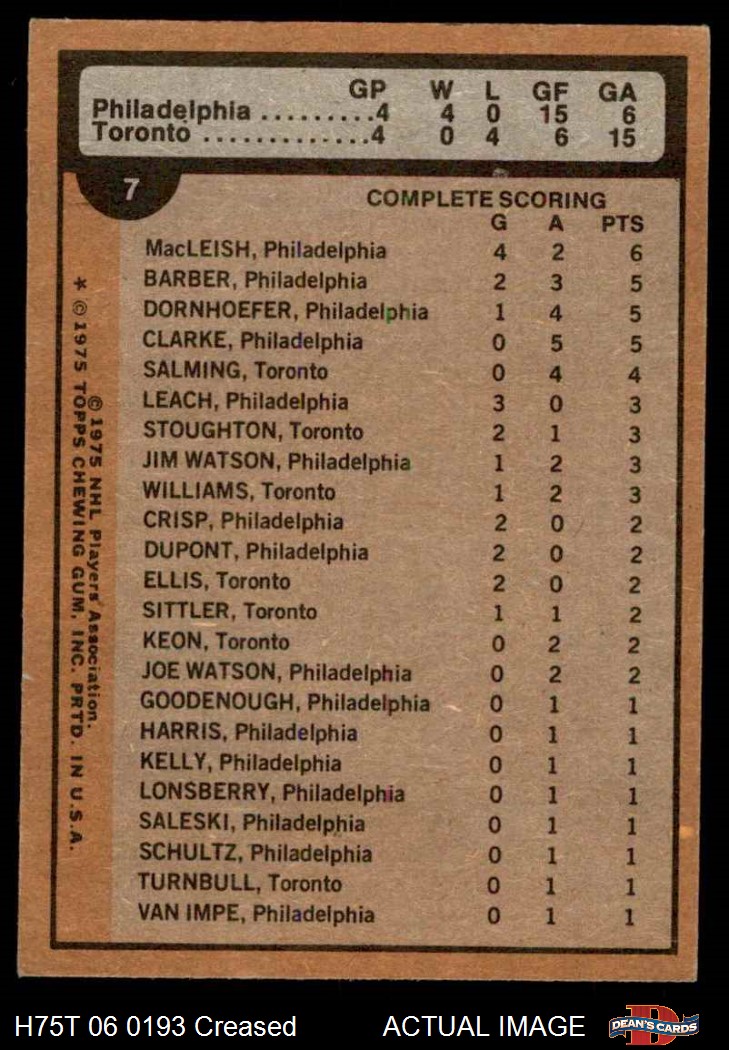 GP W L GF GA
Philadelphia .........4 4 0 15 6
Toronto .............4 0 4 6 15
7
COMPLETE SCORING
G A PTS
MacLEISH, Philadelphia 4 2 6
BARBER, Philadelphia 2 3 5
DORNHOEFER, Philadelphia 1 4 5
CLARKE, Philadelphia 0 5 5
SALMING, Toronto 0 4 4
LEACH, Philadelphia 3 0 3
STOUGHTON, Toronto 2 1 3
JIM WATSON, Philadelphia 1 2 3
WILLIAMS, Toronto 1 2 3
CRISP, Philadelphia 2 0 2
DUPONT, Philadelphia 2 0 2
ELLIS, Toronto 2 0 2
SITTLER, Toronto 1 1 2
KEON, Toronto 0 2 2
JOE WATSON, Philadelphia 0 2 2
GOODENOUGH, Philadelphia 0 1 1
HARRIS, Philadelphia 0 1 1
KELLY, Philadelphia 0 1 1
LONSBERRY, Philadelphia 0 1 1
SALESKI, Philadelphia 0 1 1
SCHULTZ, Philadelphia 0 1 1
TURNBULL, Toronto 0 1 1
VAN IMPE, Philadelphia 0 1 1
© 1975 NHL Players' Association.
* © 1975 TOPPS CHEWING GUM, INC. PRTD. IN U.S.A.
H75T 06 0193 Creased ACTUAL IMAGE
D
DEAN'S CARDS